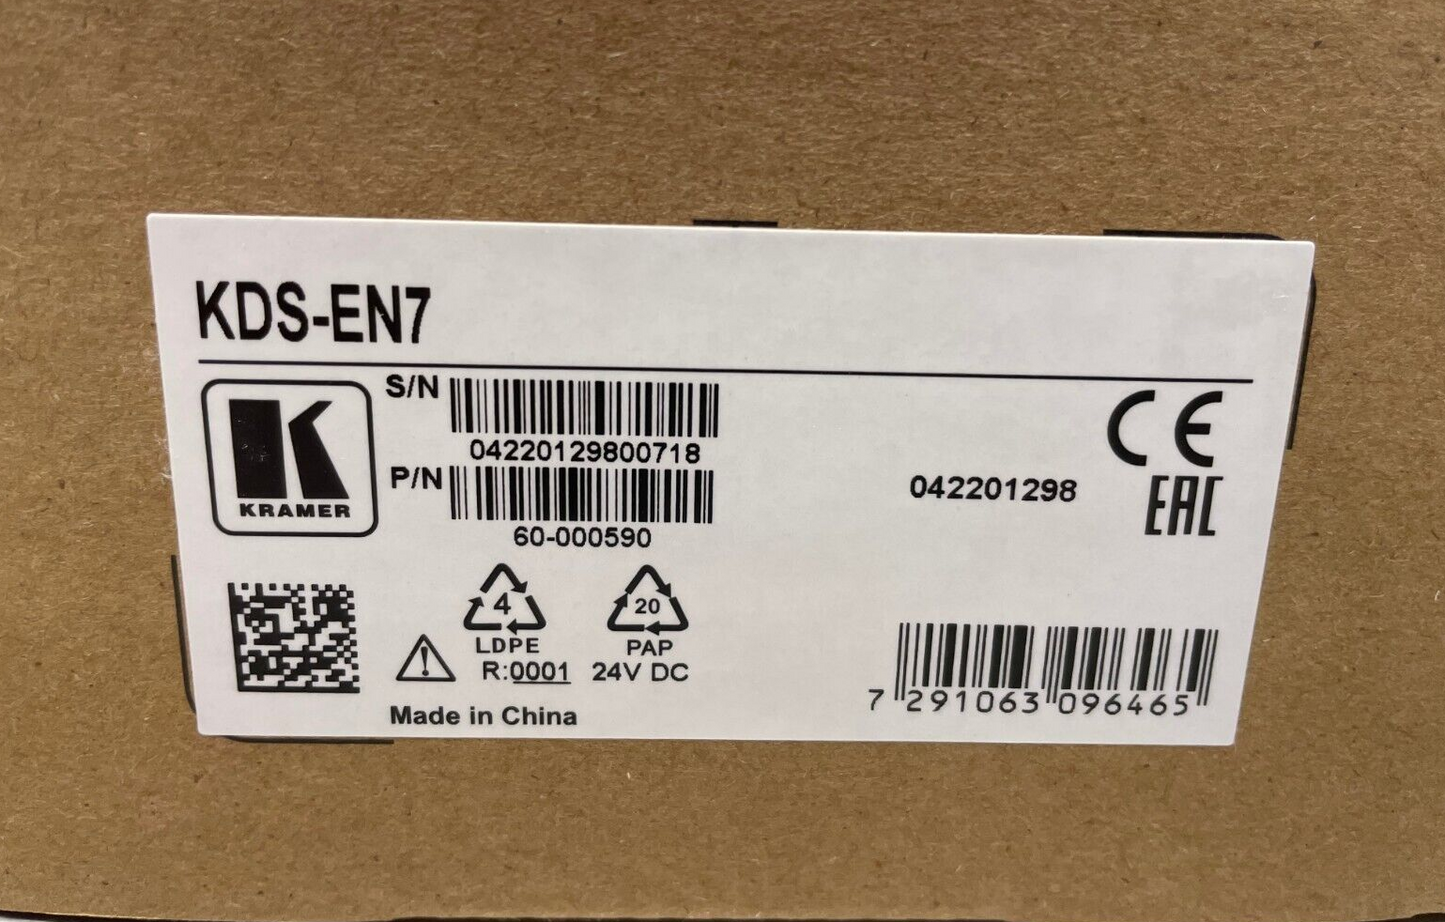 KDS-EN7
S/N
04220129800718
P/N
60-000590
KRAMER
042201298
CE
EAC
4
LDPE
R:0001
20
PAP
24V DC
Made in China
7 291063 096465